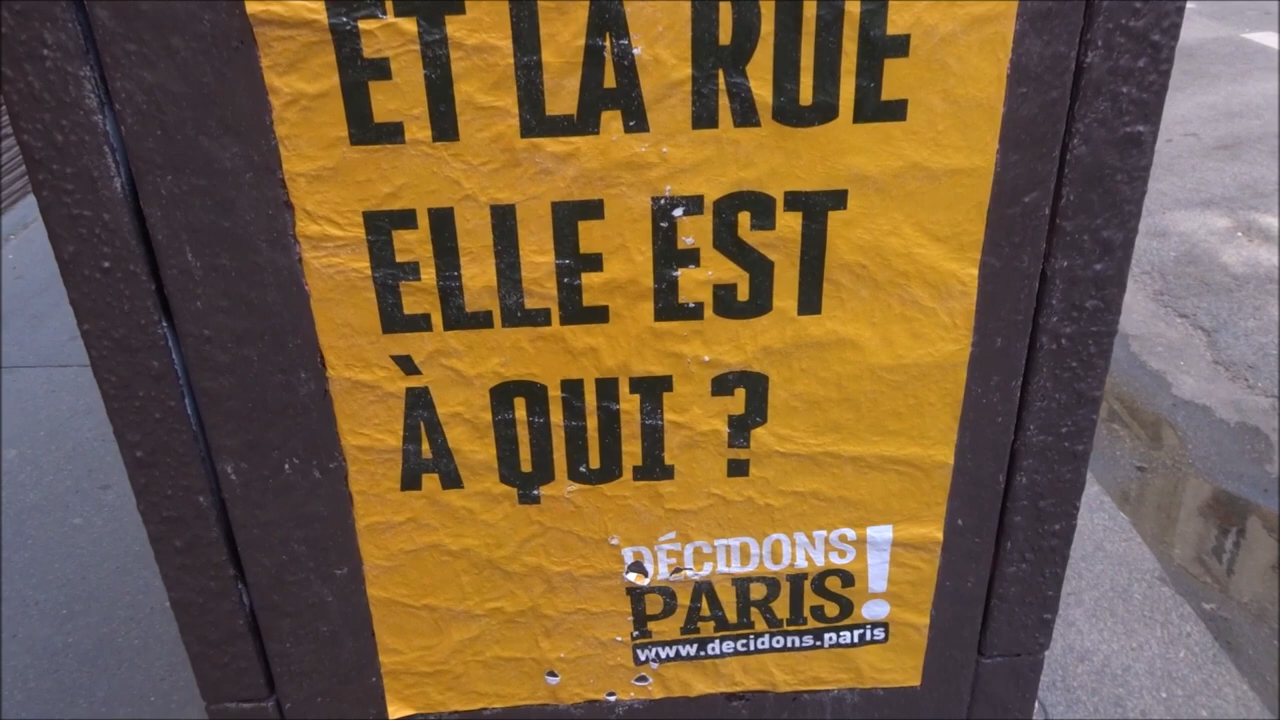 ET LA RUE
ELLE EST
À QUI ?
DÉCIDONS
PARIS!
www.decidons.paris